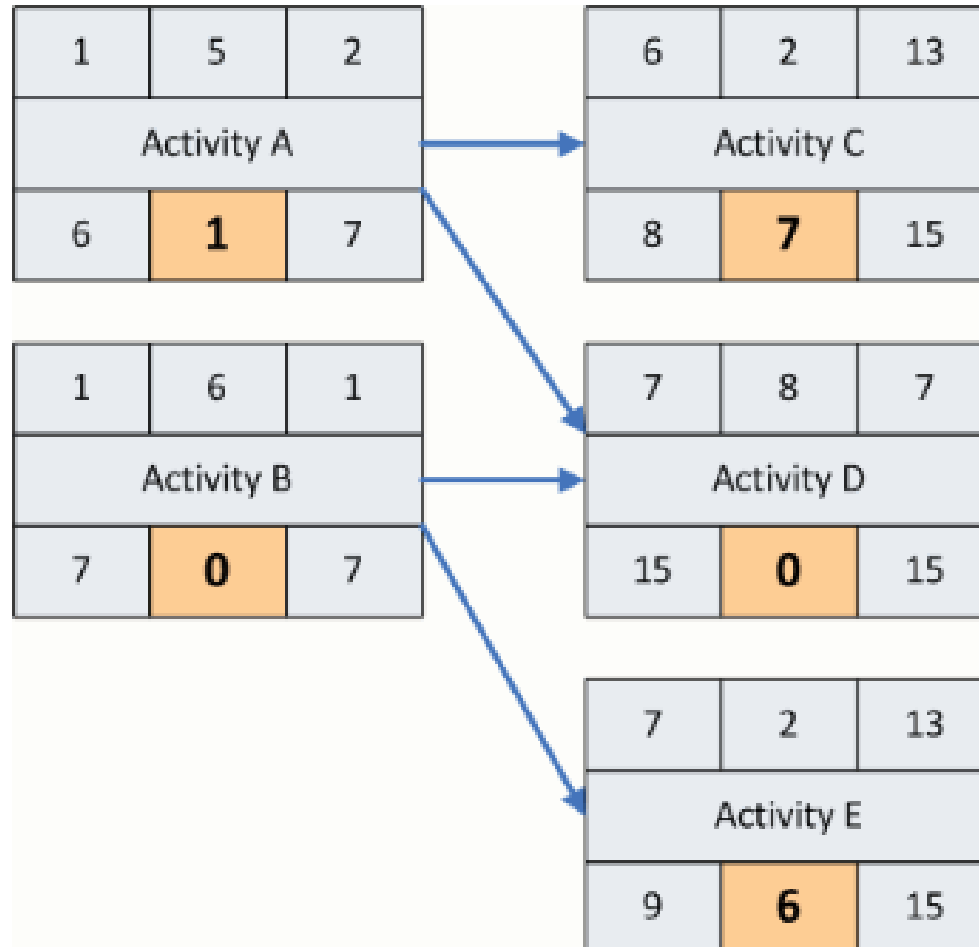 1 5 2
Activity A
6 1 7
6 2 13
Activity C
8 7 15
1 6 1
Activity B
7 0 7
7 8 7
Activity D
15 0 15
7 2 13
Activity E
9 6 15